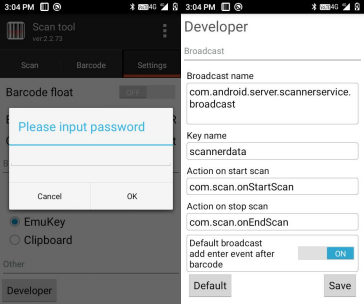 3:04 PM
4G
Scan tool
ver:2.2.73
Scan
Barcode
Settings
Barcode float
OFF
Please input password
Cancel
OK
EmuKey
Clipboard
Other
Developer
3:04 PM
4G
Developer
Broadcast
Broadcast name
com.android.server.scannerservice.
broadcast
Key name
scannerdata
Action on start scan
com.scan.onStartScan
Action on stop scan
com.scan.onEndScan
Default broadcast
add enter event after
barcode
ON
Default
Save